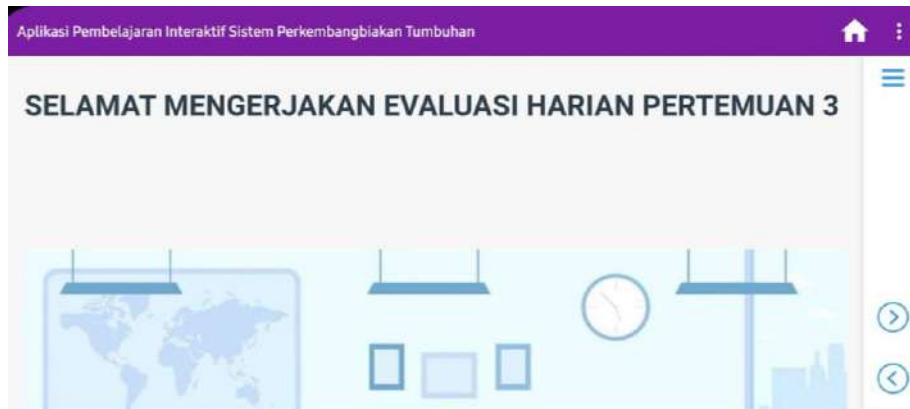 Aplikasi Pembelajaran Interaktif Sistem Perkembangbiakan Tumbuhan
SELAMAT MENGERJAKAN EVALUASI HARIAN PERTEMUAN 3